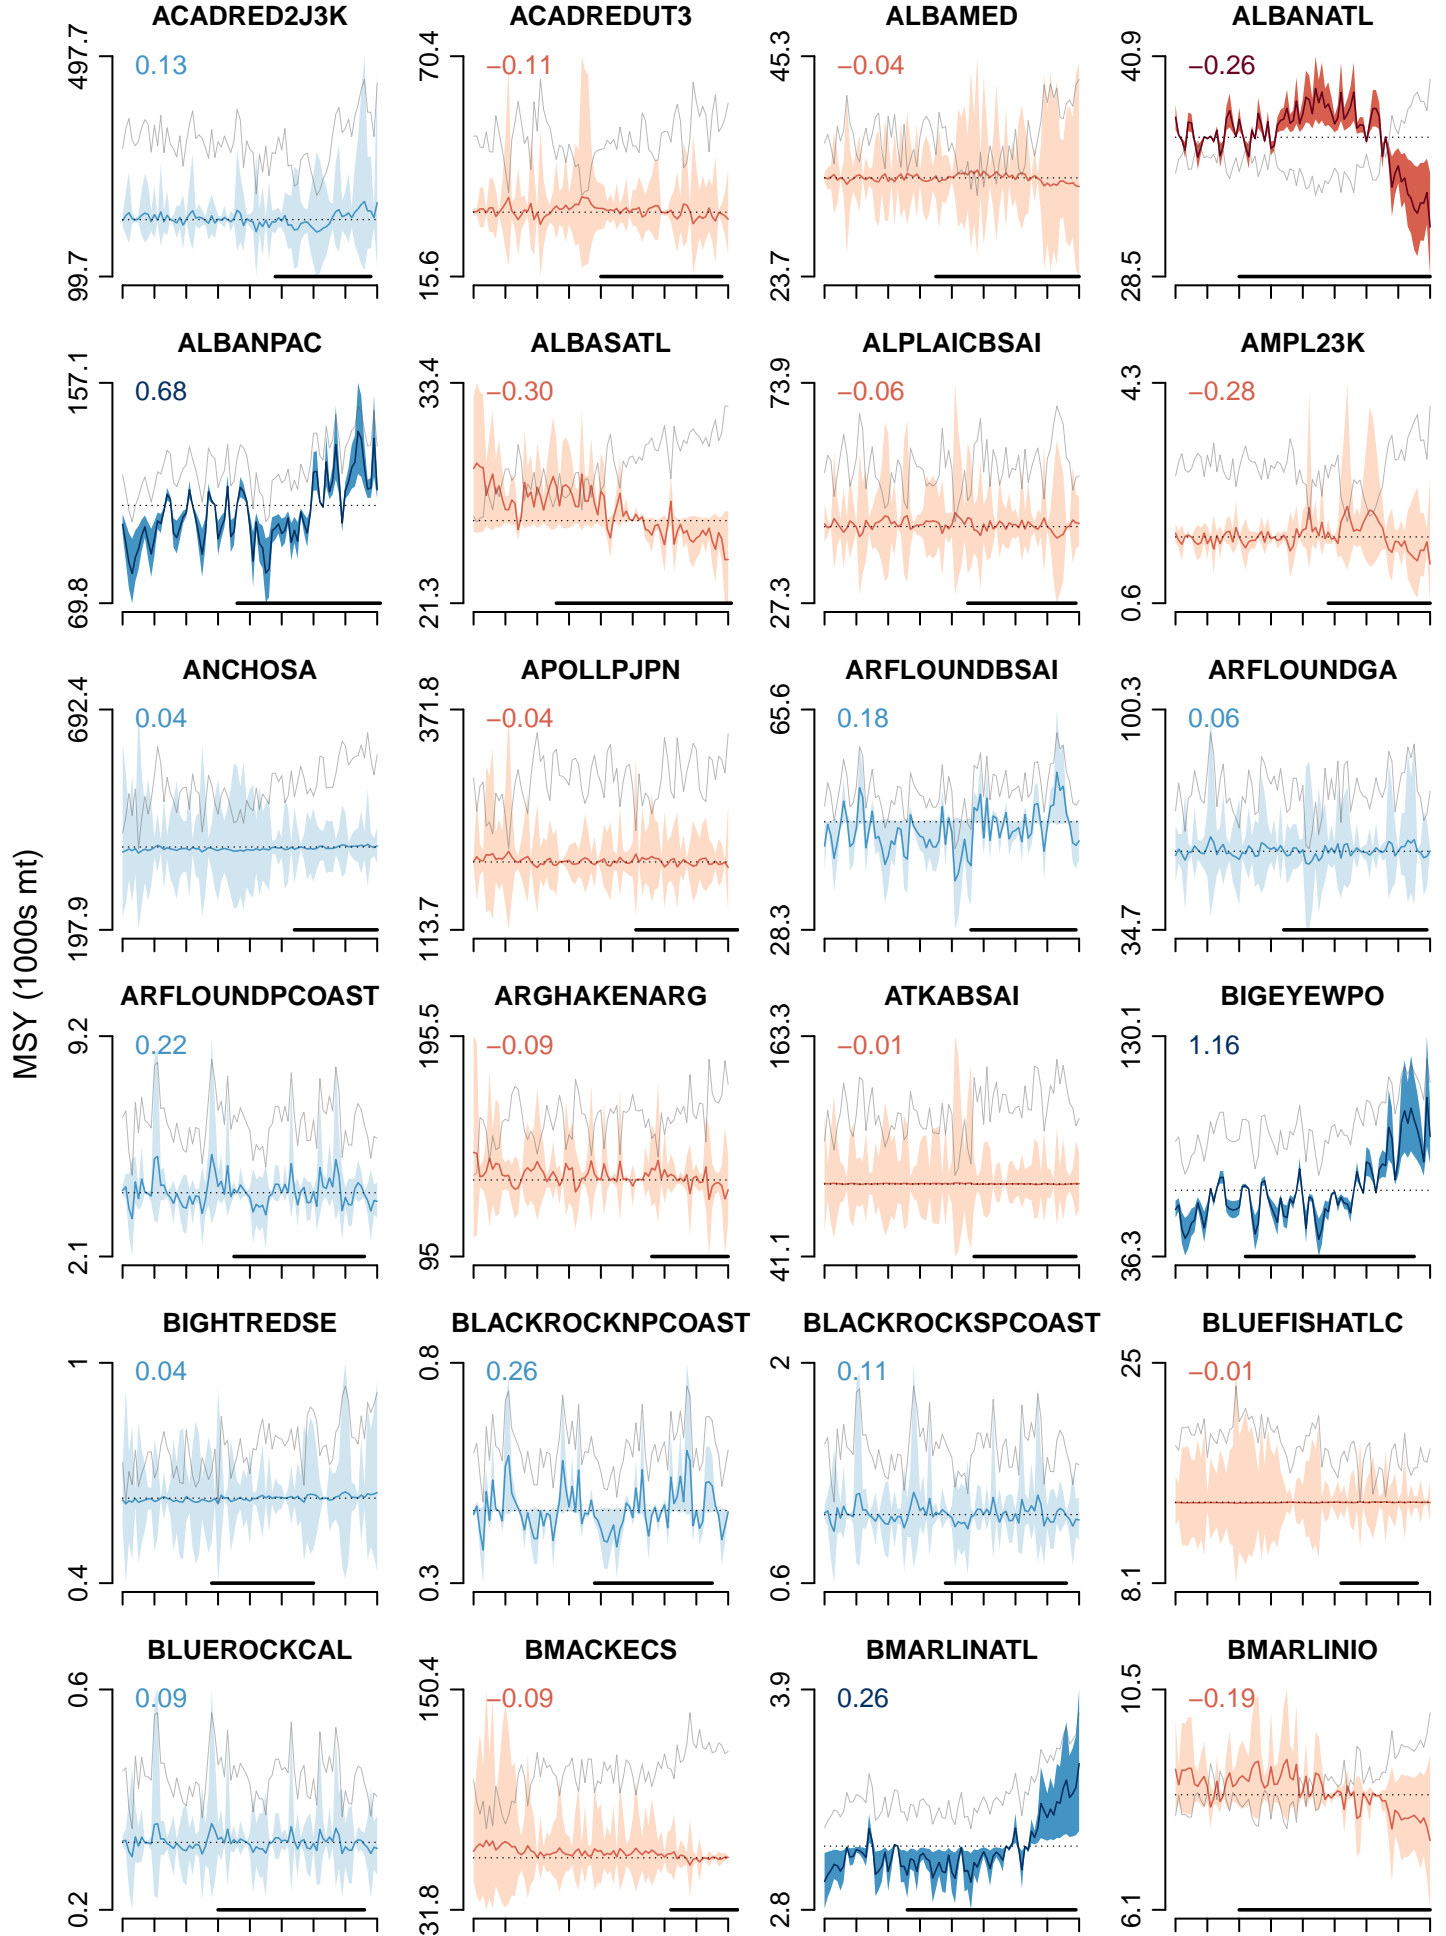 ACADRED2J3K
ACADREDUT3
ALBAMED
ALBANATL
497.7
99.7
0.13
70.4
15.6
−0.11
45.3
23.7
−0.04
40.9
28.5
−0.26
ALBANPAC
ALBASATL
ALPLAICBSAI
AMPL23K
157.1
69.8
0.68
33.4
21.3
−0.30
73.9
27.3
−0.06
4.3
0.6
−0.28
ANCHOSA
APOLLPJPN
ARFLOUNDBSAI
ARFLOUNDGA
692.4
197.9
0.04
371.8
113.7
−0.04
65.6
28.3
0.18
100.3
34.7
0.06
MSY (1000s mt)
ARFLOUNDPCOAST
ARGHAKENARG
ATKABSAI
BIGEYEWPO
9.2
2.1
0.22
195.5
95
−0.09
163.3
41.1
−0.01
130.1
36.3
1.16
BIGHTREDSE
BLACKROCKNPCOAST
BLACKROCKSPCOAST
BLUEFISHATLC
1
0.4
0.04
0.8
0.3
0.26
2
0.6
0.11
25
8.1
−0.01
BLUEROCKCAL
BMACKECS
BMARLINATL
BMARLINIO
0.6
0.2
0.09
150.4
31.8
−0.09
3.9
2.8
0.26
10.5
6.1
−0.19